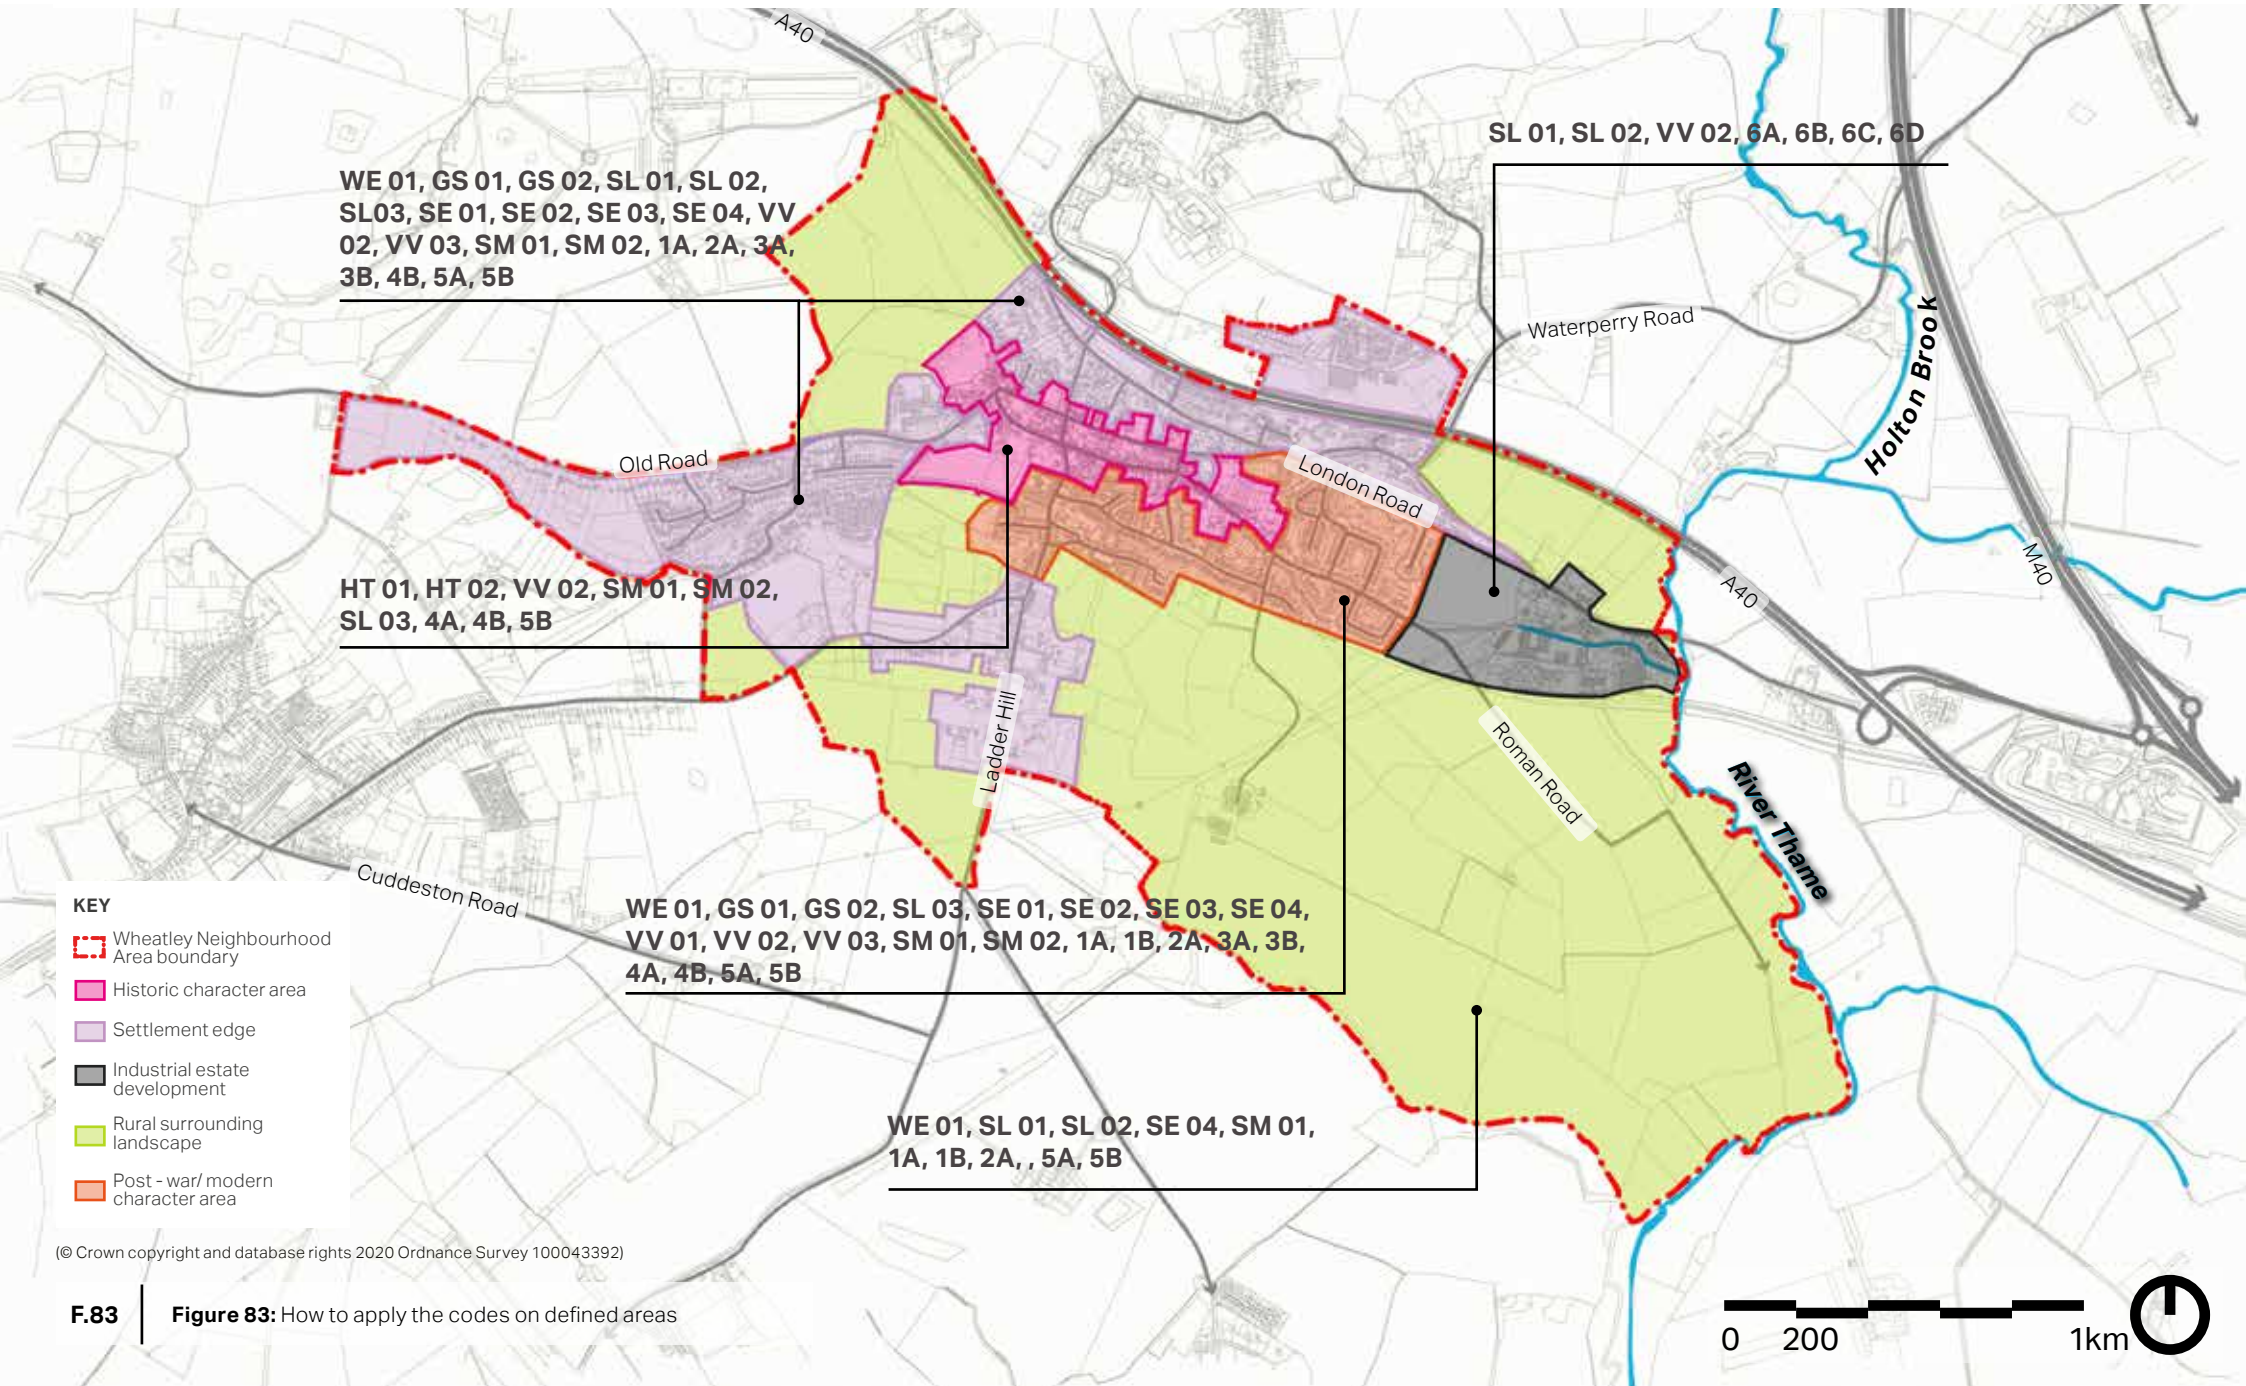 A40
SL 01, SL 02, VV 02, 6A, 6B, 6C, 6D
WE 01, GS 01, GS 02, SL 01, SL 02,
SL03, SE 01, SE 02, SE 03, SE 04, VV
02, VV 03, SM 01, SM 02, 1A, 2A, 3A,
3B, 4B, 5A, 5B
Waterperry Road
Holton Brook
Old Road
London Road
M40
A40
HT 01, HT 02, VV 02, SM 01, SM 02,
SL 03, 4A, 4B, 5B
Ladder Hill
Roman Road
River Thame
Cuddeston Road
WE 01, GS 01, GS 02, SL 03, SE 01, SE 02, SE 03, SE 04,
VV 01, VV 02, VV 03, SM 01, SM 02, 1A, 1B, 2A, 3A, 3B,
4A, 4B, 5A, 5B
WE 01, SL 01, SL 02, SE 04, SM 01,
1A, 1B, 2A, , 5A, 5B
KEY
Wheatley Neighbourhood
Area boundary
Historic character area
Settlement edge
Industrial estate
development
Rural surrounding
landscape
Post - war/ modern
character area
(© Crown copyright and database rights 2020 Ordnance Survey 100043392)
F.83
Figure 83: How to apply the codes on defined areas
0 200 1km